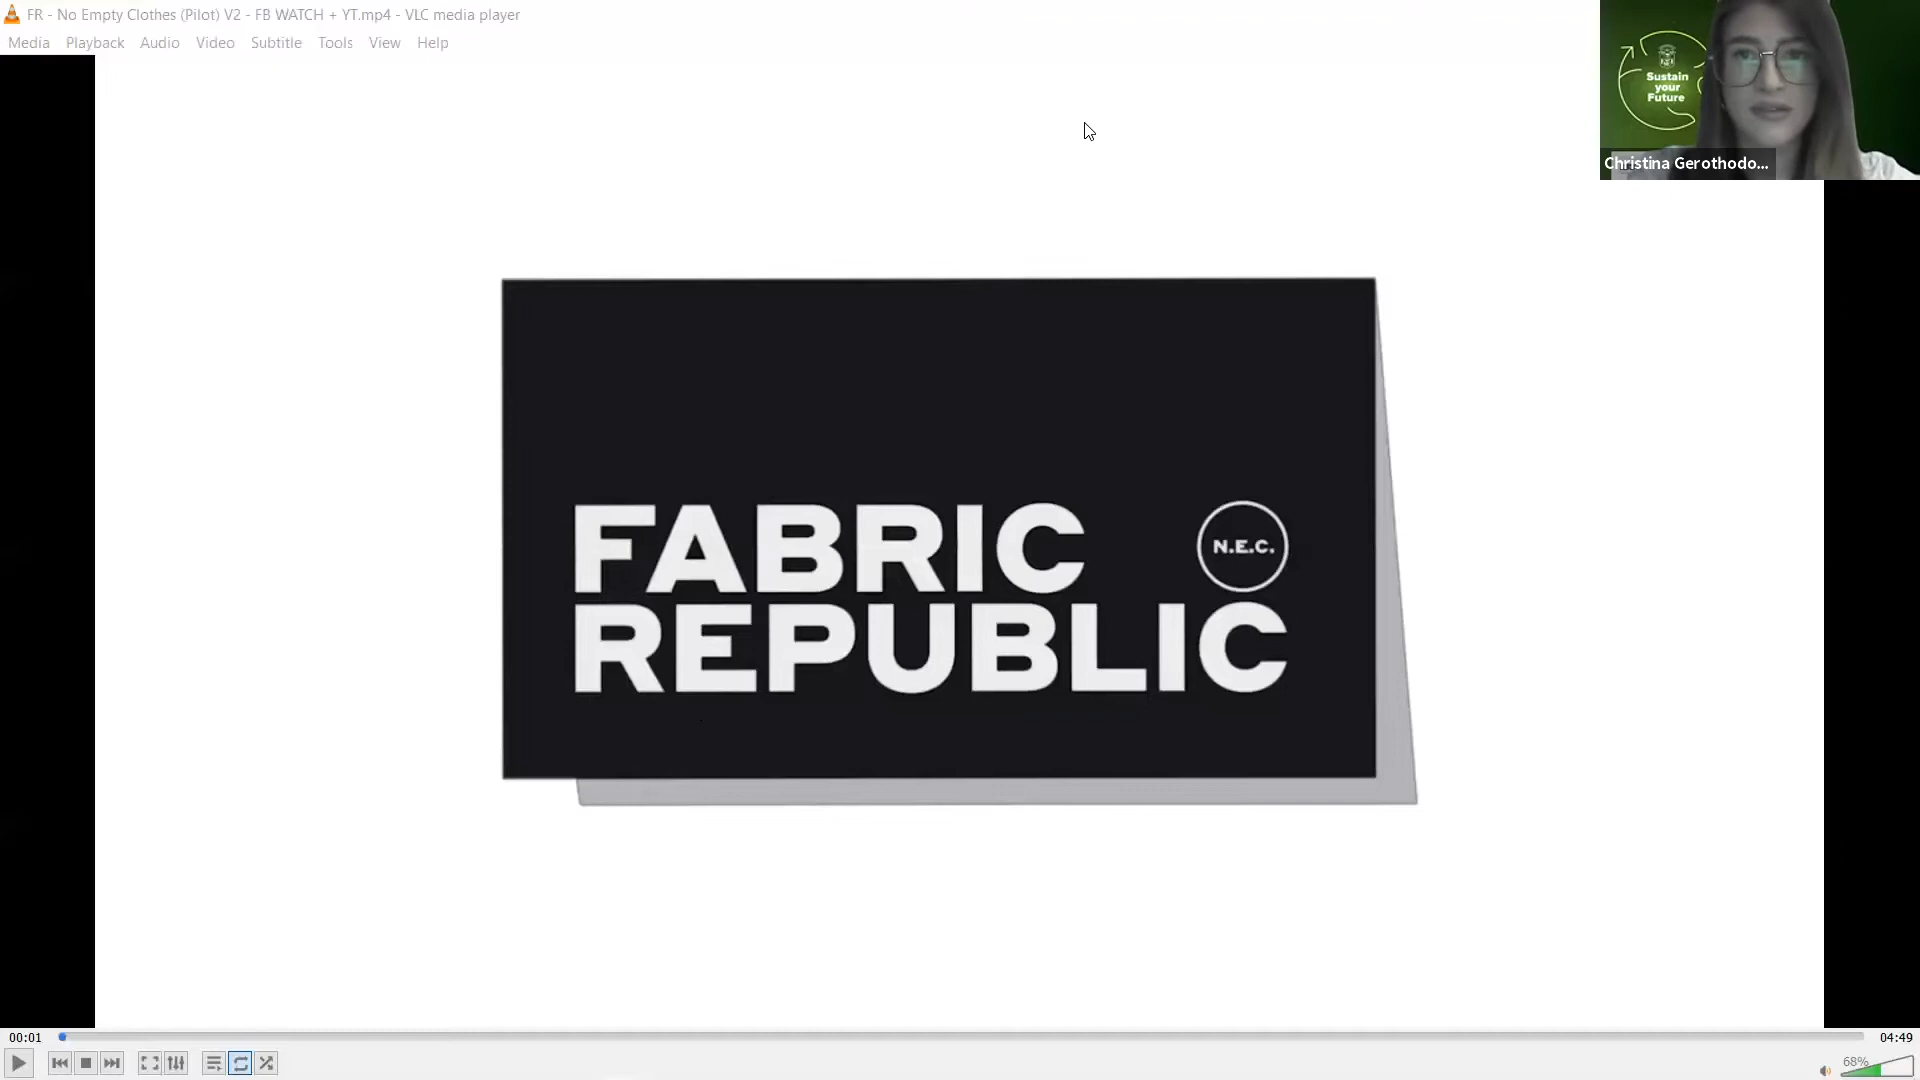 FR - No Empty Clothes (Pilot) V2 - FB WATCH + YT.mp4 - VLC media player
Media Playback Audio Video Subtitle Tools View Help
Sustain
your
Future
Christina Gerothodo...
FABRIC
N.E.C.
REPUBLIC
00:01
04:49
68%